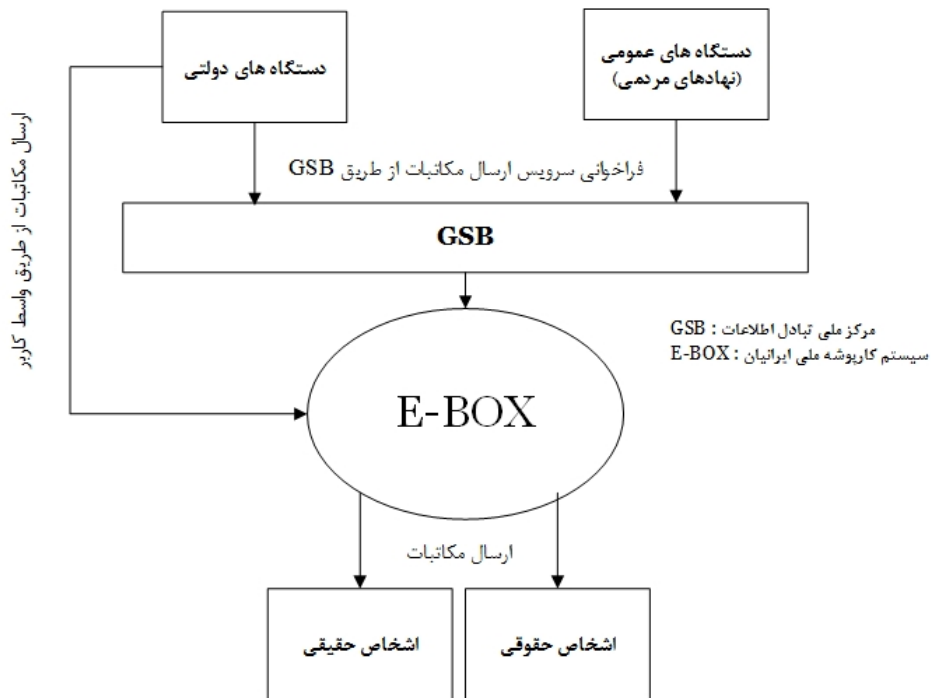 دستگاه های عمومی
(نهادهای مردمی)
دستگاه های دولتی
ارسال مکاتبات از طریق واسط کاربر
فراخوانی سرویس ارسال مکاتبات از طریق GSB
GSB
مرکز ملی تبادل اطلاعات : GSB
سیستم کارپوشه ملی ایرانیان : E-BOX
E-BOX
ارسال مکاتبات
اشخاص حقوقی
اشخاص حقیقی